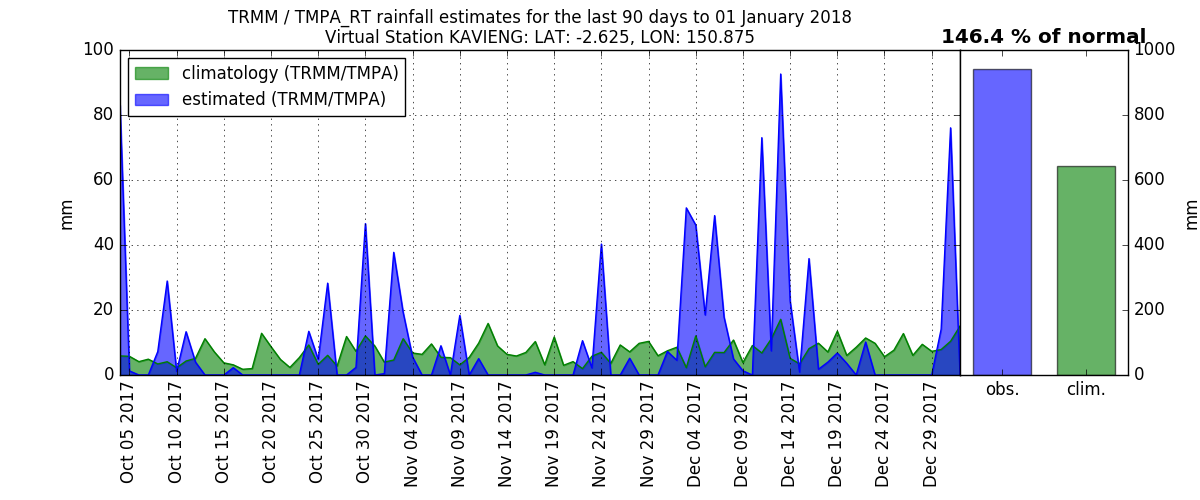 TRMM / TMPA_RT rainfall estimates for the last 90 days to 01 January 2018
Virtual Station KAVIENG: LAT: -2.625, LON: 150.875
146.4 % of normal
climatology (TRMM/TMPA)
estimated (TRMM/TMPA)
100
80
60
40
20
0
mm
1000
800
600
400
200
0
mm
Oct 05 2017
Oct 10 2017
Oct 15 2017
Oct 20 2017
Oct 25 2017
Oct 30 2017
Nov 04 2017
Nov 09 2017
Nov 14 2017
Nov 19 2017
Nov 24 2017
Nov 29 2017
Dec 04 2017
Dec 09 2017
Dec 14 2017
Dec 19 2017
Dec 24 2017
Dec 29 2017
obs.
clim.